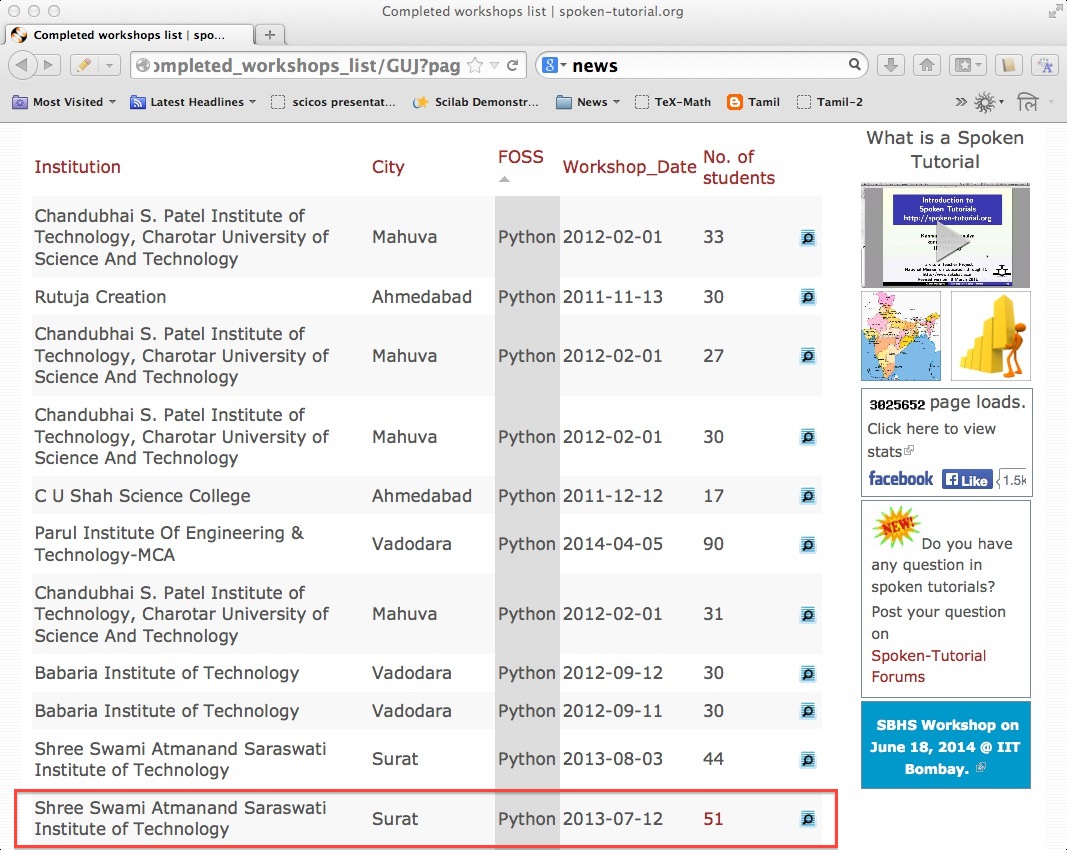 Completed workshops list | spoken-tutorial.org
Completed workshops list | spo...
ompleted_workshops_list/GUJ?pag
news
Most Visited
Latest Headlines
scicos presentat...
Scilab Demonstr...
News
TeX-Math
Tamil
Tamil-2
Institution City FOSS Workshop_Date No. of students
Chandubhai S. Patel Institute of
Technology, Charotar University of
Science And Technology
Mahuva Python 2012-02-01 33
Rutuja Creation Ahmedabad Python 2011-11-13 30
Chandubhai S. Patel Institute of
Technology, Charotar University of
Science And Technology
Mahuva Python 2012-02-01 27
Chandubhai S. Patel Institute of
Technology, Charotar University of
Science And Technology
Mahuva Python 2012-02-01 30
C U Shah Science College Ahmedabad Python 2011-12-12 17
Parul Institute Of Engineering &
Technology-MCA
Vadodara Python 2014-04-05 90
Chandubhai S. Patel Institute of
Technology, Charotar University of
Science And Technology
Mahuva Python 2012-02-01 31
Babaria Institute of Technology Vadodara Python 2012-09-12 30
Babaria Institute of Technology Vadodara Python 2012-09-11 30
Shree Swami Atmanand Saraswati
Institute of Technology
Surat Python 2013-08-03 44
Shree Swami Atmanand Saraswati
Institute of Technology
Surat Python 2013-07-12 51
What is a Spoken
Tutorial
Introduction to
Spoken Tutorials
http://spoken-tutorial.org
3025652 page loads.
Click here to view
stats
facebook Like 1.5k
NEW! Do you have
any question in
spoken tutorials?
Post your question
on
Spoken-Tutorial
Forums
SBHS Workshop on
June 18, 2014 @ IIT
Bombay.